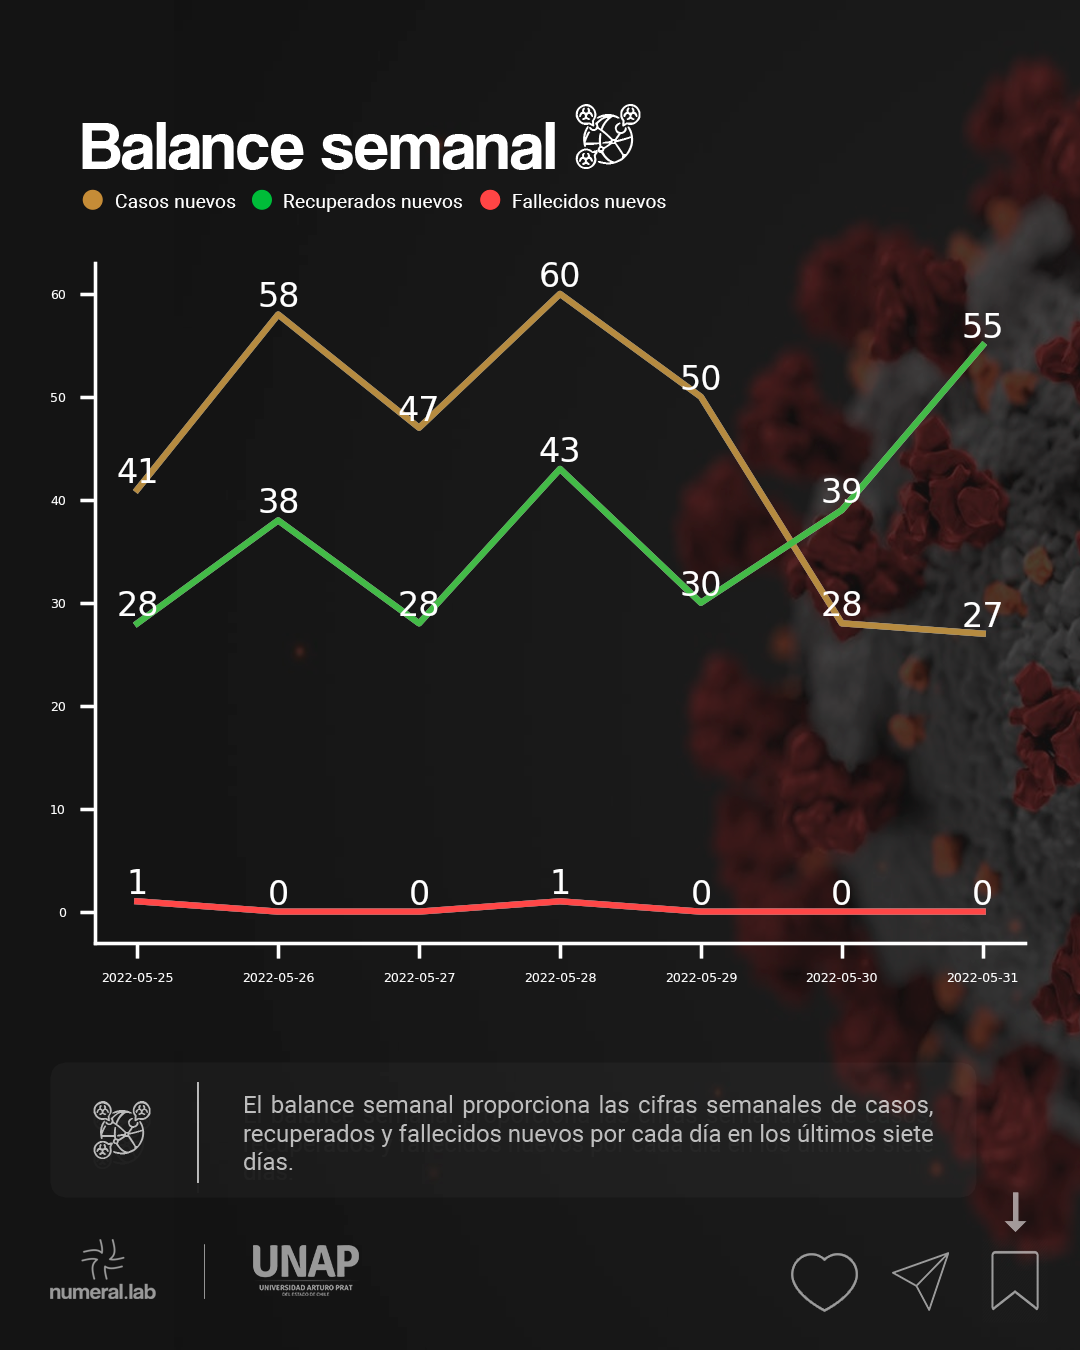 Balance semanal
Casos nuevos Recuperados nuevos Fallecidos nuevos
60
50
40
30
20
10
0
41 58 47 60 50 28 27
28 38 28 43 30 39 55
1 0 0 1 0 0 0
2022-05-25 2022-05-26 2022-05-27 2022-05-28 2022-05-29 2022-05-30 2022-05-31
El balance semanal proporciona las cifras semanales de casos,
recuperados y fallecidos nuevos por cada día en los últimos siete
días.
numeral.lab
UNAP
UNIVERSIDAD ARTURO PRAT
DEL ESTADO DE CHILE